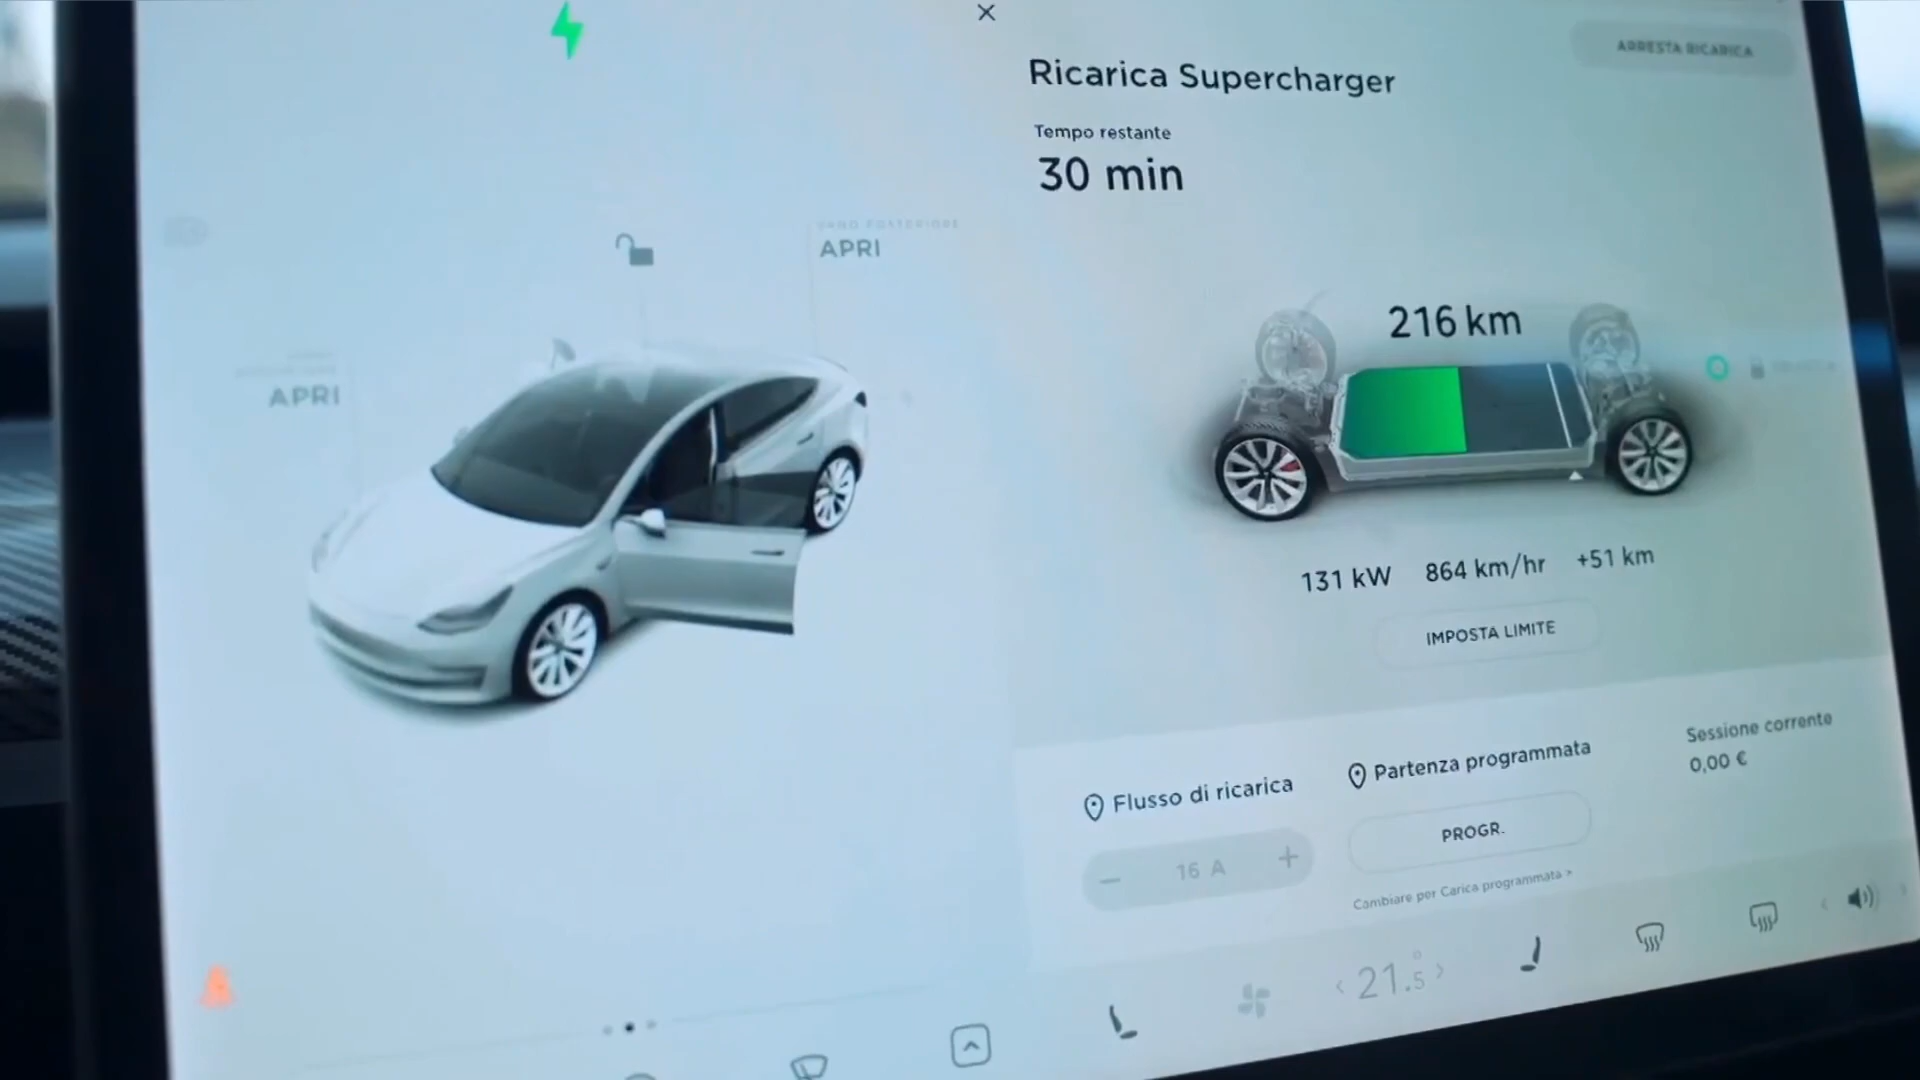 ARRESTA RICARICA
Ricarica Supercharger
Tempo restante
30 min
VANO POSTERIORE
APRI
APRI
216 km
131 kW 864 km/hr +51 km
IMPOSTA LIMITE
Flusso di ricarica
Partenza programmata
Sessione corrente
0,00 €
− 16 A +
PROGR.
Cambiare per Carica programmata >
< 21.5° >